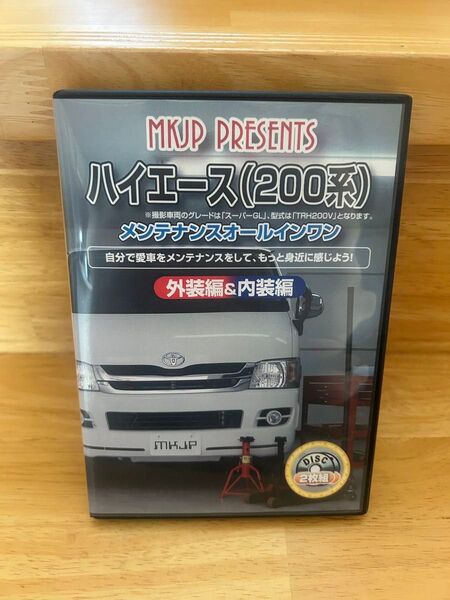 MKJP PRESENTS
ハイエース(200系)
※撮影車両のグレードは「スーパーGL」、型式は「TRH200V」となります。
メンテナンスオールインワン
自分で愛車をメンテナンスをして、もっと身近に感じよう!
外装編&内装編
MKJP
DISC
2枚組